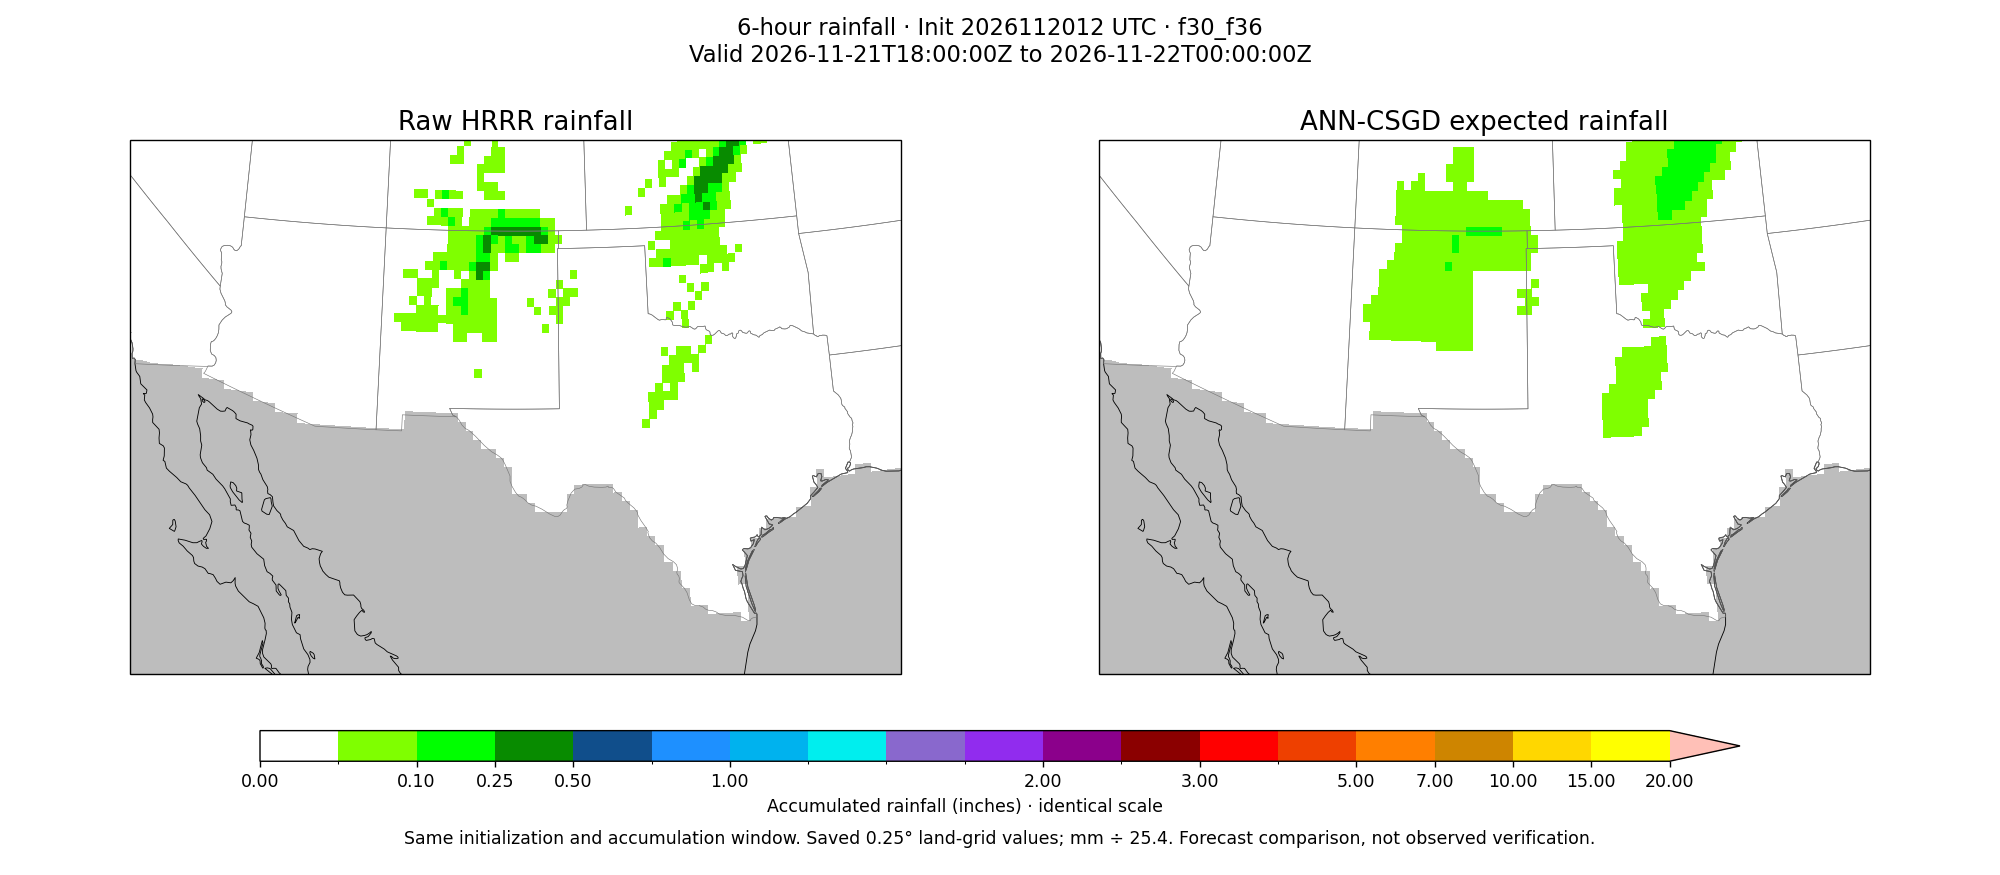 6-hour rainfall · Init 2026112012 UTC · f30_f36
Valid 2026-11-21T18:00:00Z to 2026-11-22T00:00:00Z
Raw HRRR rainfall
ANN-CSGD expected rainfall
0.00 0.10 0.25 0.50 1.00 2.00 3.00 5.00 7.00 10.00 15.00 20.00
Accumulated rainfall (inches) · identical scale
Same initialization and accumulation window. Saved 0.25° land-grid values; mm ÷ 25.4. Forecast comparison, not observed verification.